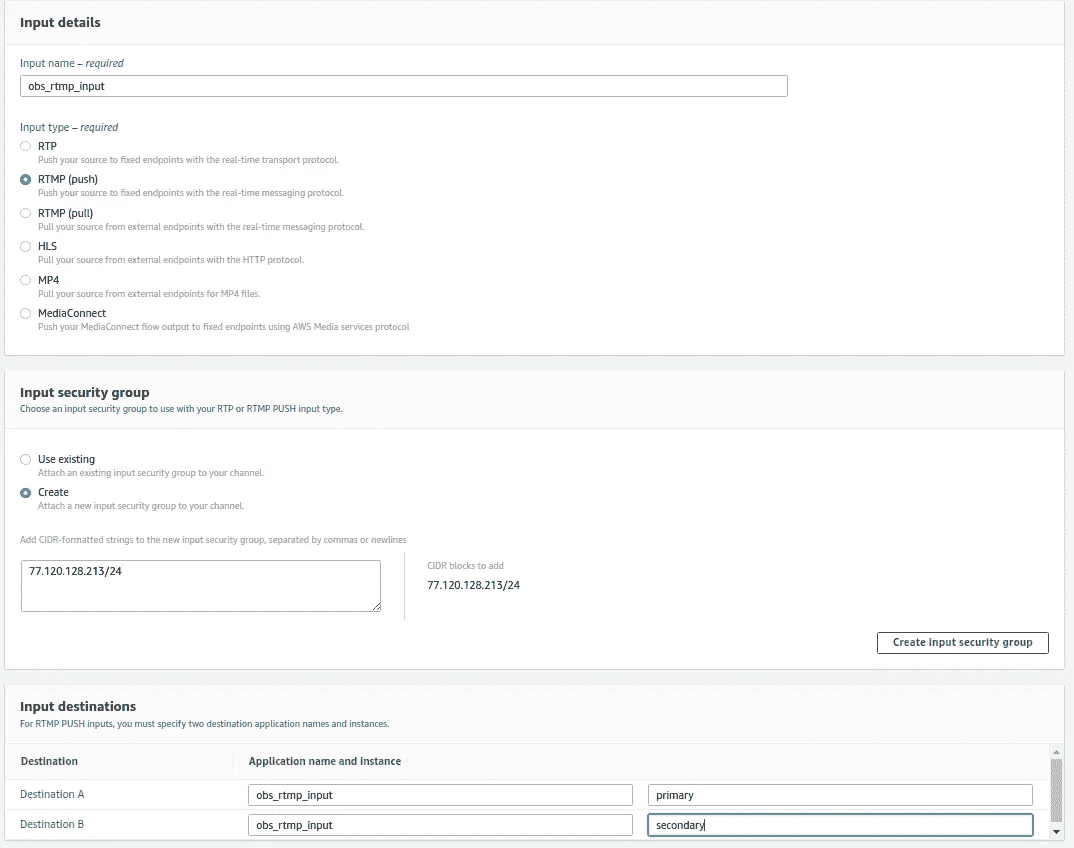 Input details
Input name – required
obs_rtmp_input
Input type – required
RTP
Push your source to fixed endpoints with the real-time transport protocol.
RTMP (push)
Push your source to fixed endpoints with the real-time messaging protocol.
RTMP (pull)
Pull your source from external endpoints with the real-time messaging protocol.
HLS
Pull your source from external endpoints with the HTTP protocol.
MP4
Pull your source from external endpoints for MP4 files.
MediaConnect
Push your MediaConnect flow output to fixed endpoints using AWS Media services protocol
Input security group
Choose an input security group to use with your RTP or RTMP PUSH input type.
Use existing
Attach an existing input security group to your channel.
Create
Attach a new input security group to your channel.
Add CIDR-formatted strings to the new input security group, separated by commas or newlines
77.120.128.213/24
CIDR blocks to add
77.120.128.213/24
Create input security group
Input destinations
For RTMP PUSH inputs, you must specify two destination application names and instances.
Destination Application name and instance
Destination A obs_rtmp_input primary
Destination B obs_rtmp_input secondary